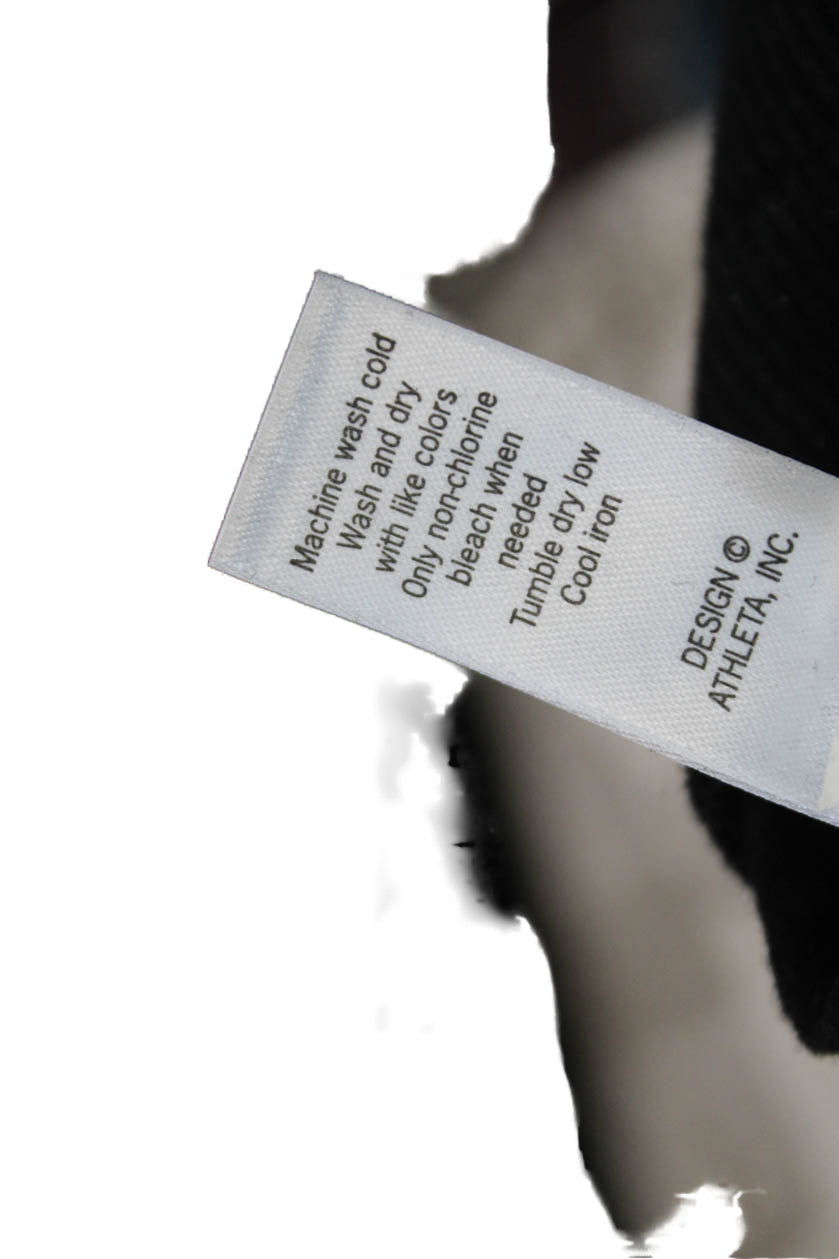 Machine wash cold
Wash and dry
with like colors
Only non-chlorine
bleach when
needed
Tumble dry low
Cool iron
DESIGN ©
ATHLETA, INC.